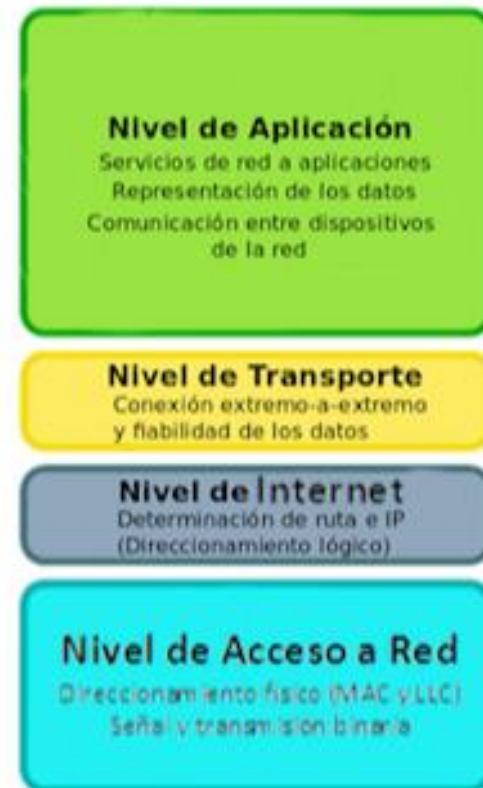 Nivel de Aplicación
Servicios de red a aplicaciones
Representación de los datos
Comunicación entre dispositivos
de la red
Nivel de Transporte
Conexión extremo-a-extremo
y fiabilidad de los datos
Nivel de Internet
Determinación de ruta e IP
(Direccionamiento lógico)
Nivel de Acceso a Red
Direccionamiento físico (MAC y LLC)
Señal y transmisión binaria